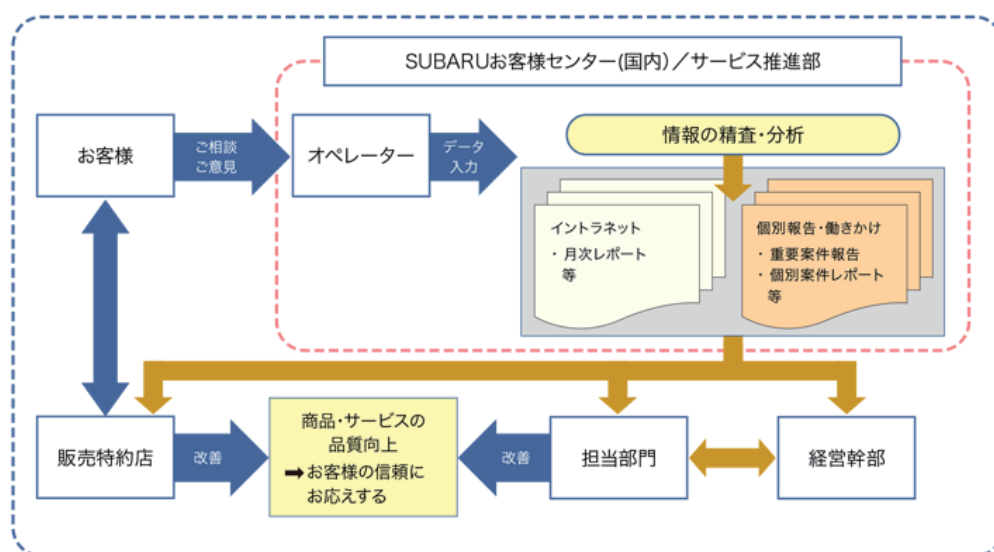 SUBARUお客様センター(国内)／サービス推進部
お客様
ご相談
ご意見
オペレーター
データ
入力
情報の精査・分析
イントラネット
・月次レポート
等
個別報告・働きかけ
・重要案件報告
・個別案件レポート
等
販売特約店
改善
商品・サービスの
品質向上
➡お客様の信頼に
お応えする
改善
担当部門
経営幹部